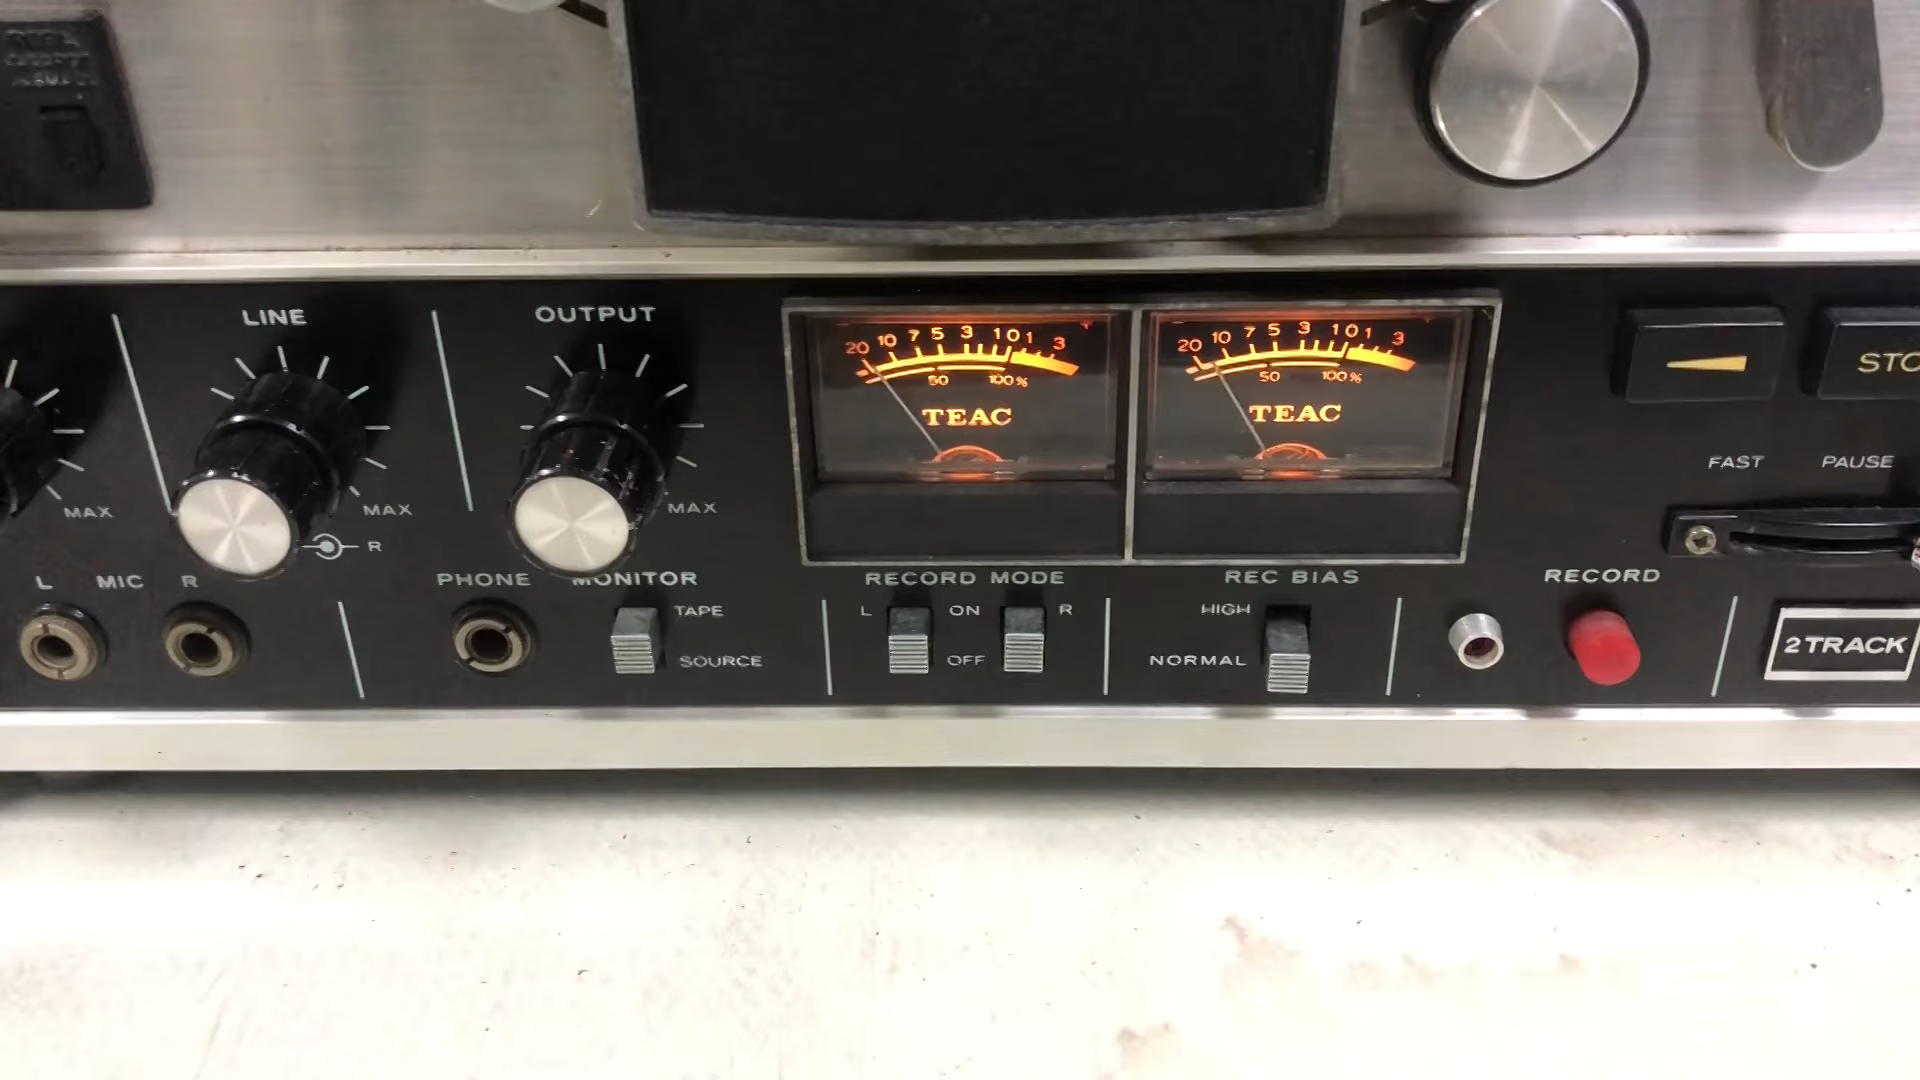 LINE
OUTPUT
20 10 7 5 3 1 0 1 3
50 100%
TEAC
20 10 7 5 3 1 0 1 3
50 100%
TEAC
STO
FAST PAUSE
MAX
MAX
R
MAX
L MIC R
PHONE
MONITOR
TAPE
SOURCE
RECORD MODE
L ON R
OFF
REC BIAS
HIGH
NORMAL
RECORD
2 TRACK